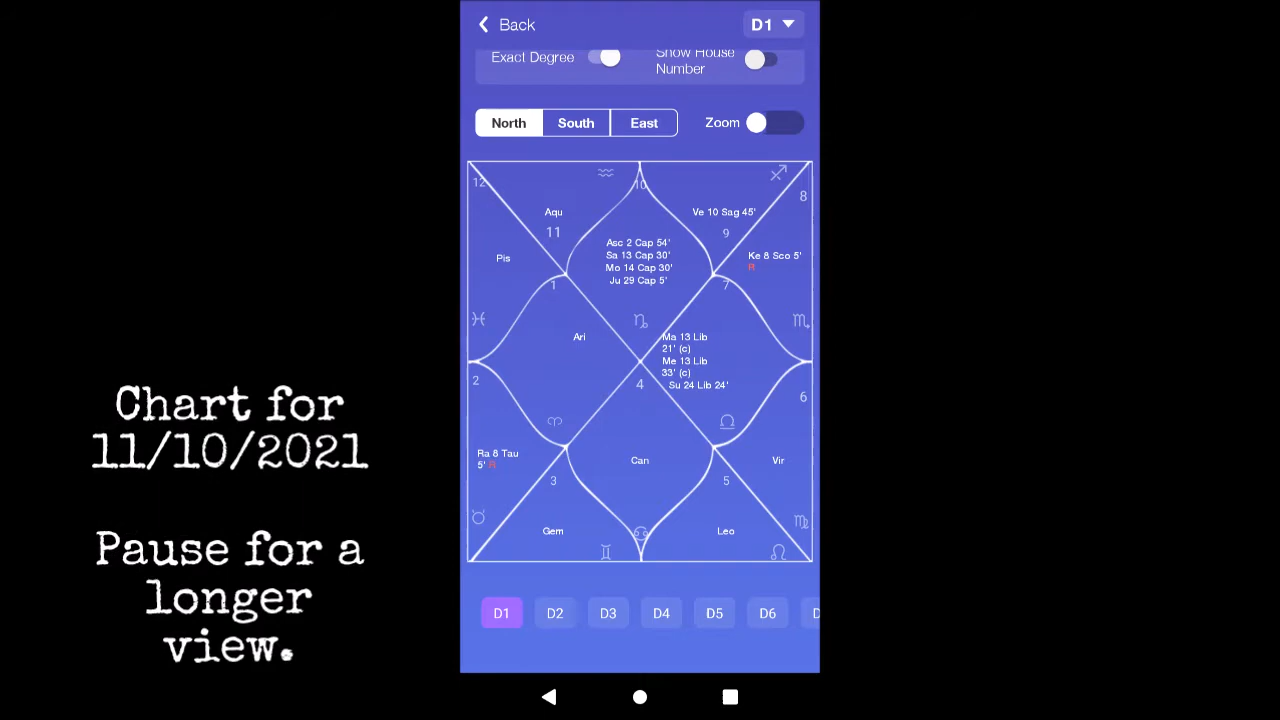 Back
D1
Exact Degree
Show House
Number
North
South
East
Zoom
12
10
8
Aqu
Ve 10 Sag 45'
11
9
Asc 2 Cap 54'
Sa 13 Cap 30'
Mo 14 Cap 30'
Ju 29 Cap 5'
Pis
Ke 8 Sco 5'
R
1
7
Ari
Ma 13 Lib
21' (c)
Me 13 Lib
33' (c)
Su 24 Lib 24'
2
4
6
Chart for
11/10/2021
Ra 8 Tau
5' R
Can
Vir
3
5
Gem
Leo
Pause for a
longer
view.
D1
D2
D3
D4
D5
D6
D